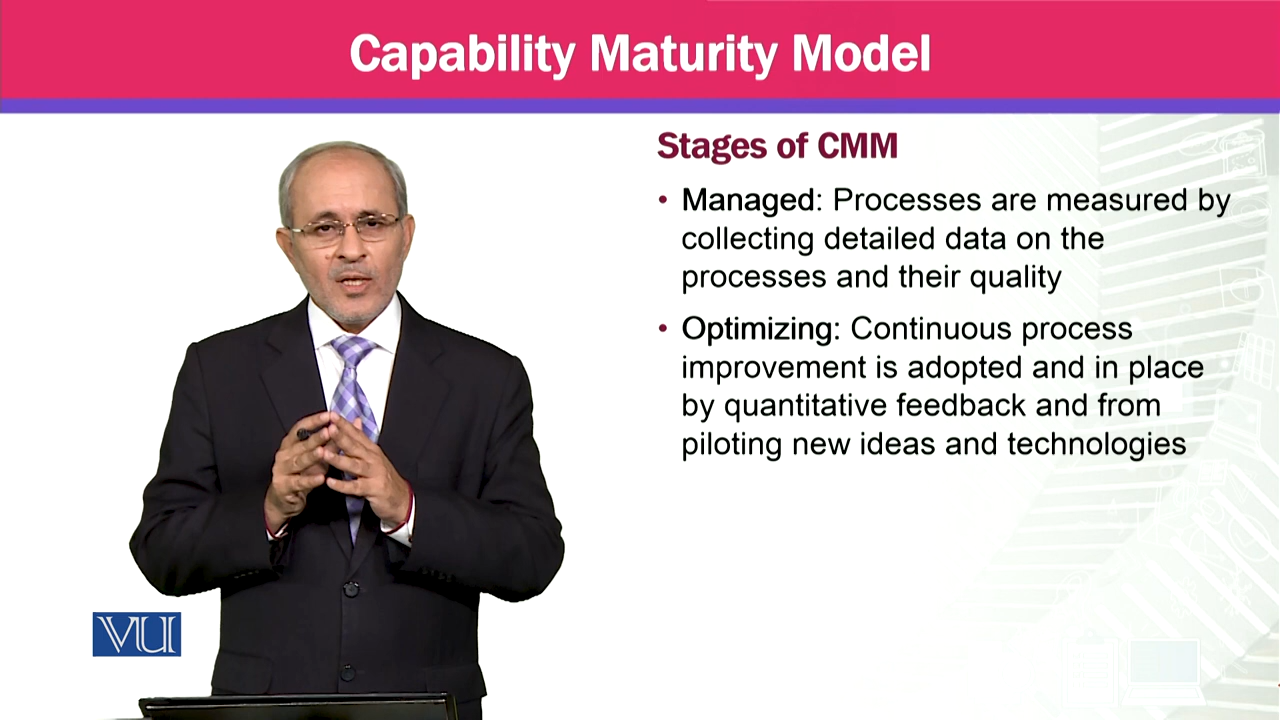 Capability Maturity Model
Stages of CMM
• Managed: Processes are measured by
collecting detailed data on the
processes and their quality
• Optimizing: Continuous process
improvement is adopted and in place
by quantitative feedback and from
piloting new ideas and technologies
VU